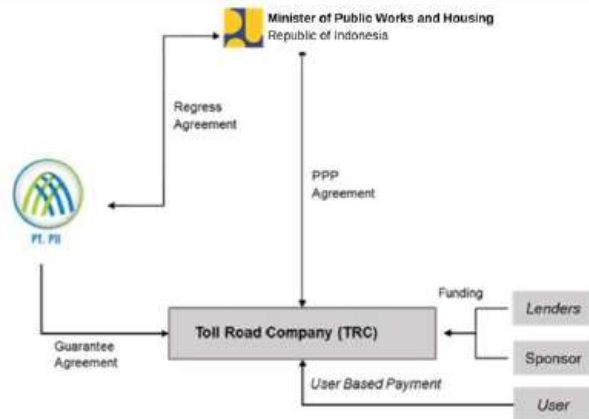 Minister of Public Works and Housing
Republic of Indonesia
Regress
Agreement
PPP
Agreement
PT. PII
Funding
Lenders
Toll Road Company (TRC)
Guarantee
Agreement
Sponsor
User Based Payment
User